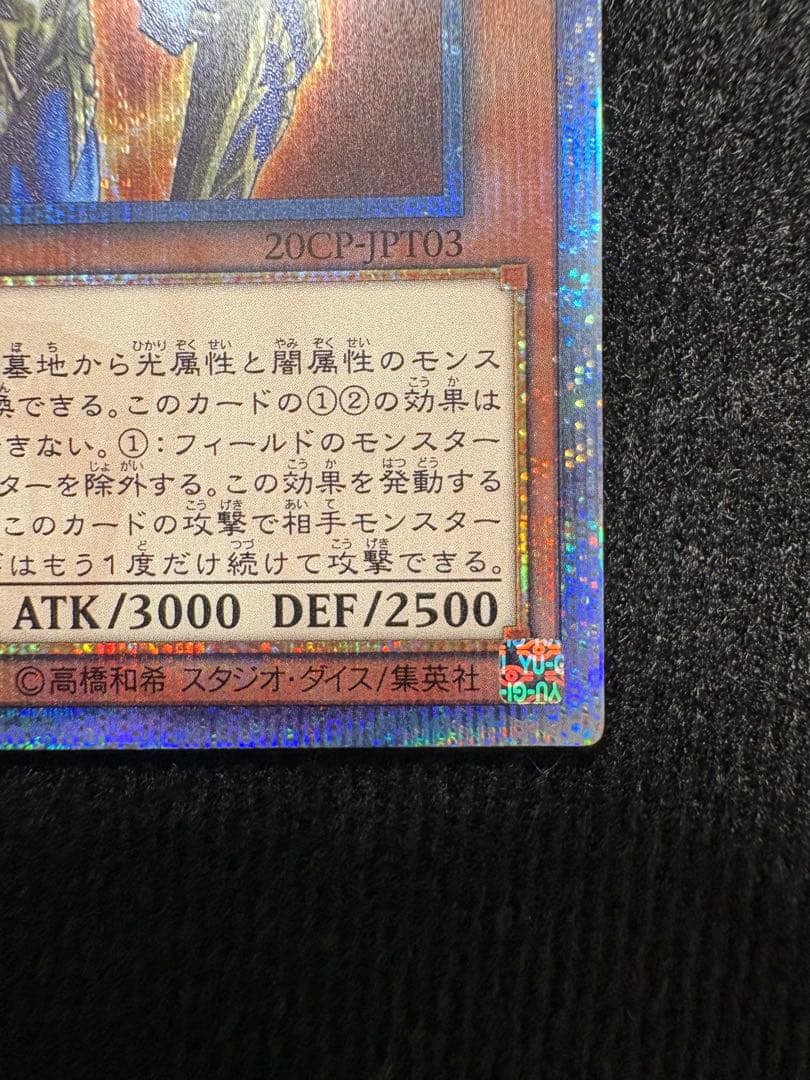 20CP-JPT03
墓地から光属性と闇属性のモンス
換できる。このカードの①②の効果は
きない。①:フィールドのモンスター
ターを除外する。この効果を発動する
このカードの攻撃で相手モンスター
はもう1度だけ続けて攻撃できる。
ATK/3000 DEF/2500
©高橋和希 スタジオ・ダイス/集英社